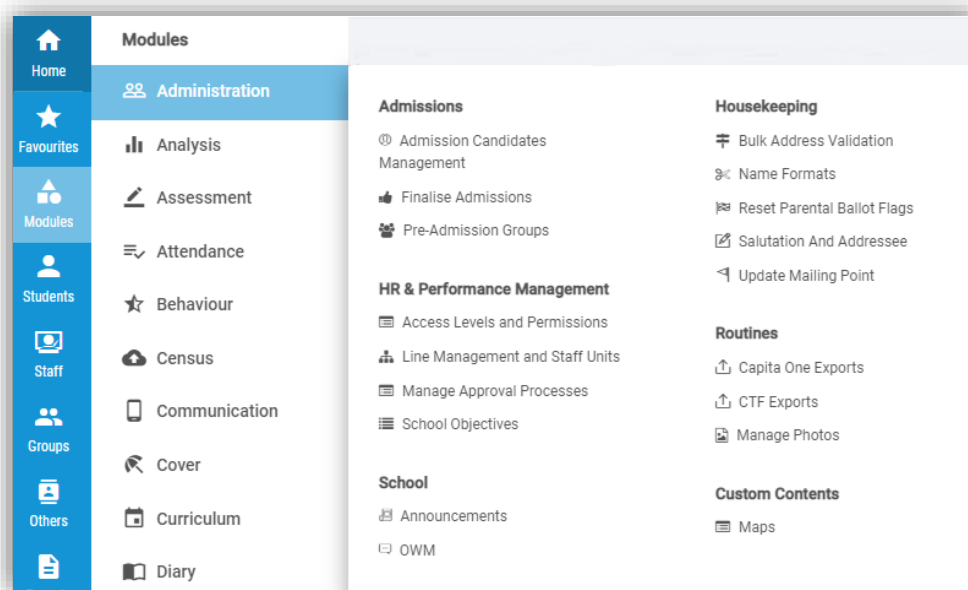 Home
Favourites
Modules
Students
Staff
Groups
Others
Modules
Administration
Analysis
Assessment
Attendance
Behaviour
Census
Communication
Cover
Curriculum
Diary
Admissions
Admission Candidates
Management
Finalise Admissions
Pre-Admission Groups
HR & Performance Management
Access Levels and Permissions
Line Management and Staff Units
Manage Approval Processes
School Objectives
School
Announcements
OWM
Housekeeping
Bulk Address Validation
Name Formats
Reset Parental Ballot Flags
Salutation And Addressee
Update Mailing Point
Routines
Capita One Exports
CTF Exports
Manage Photos
Custom Contents
Maps